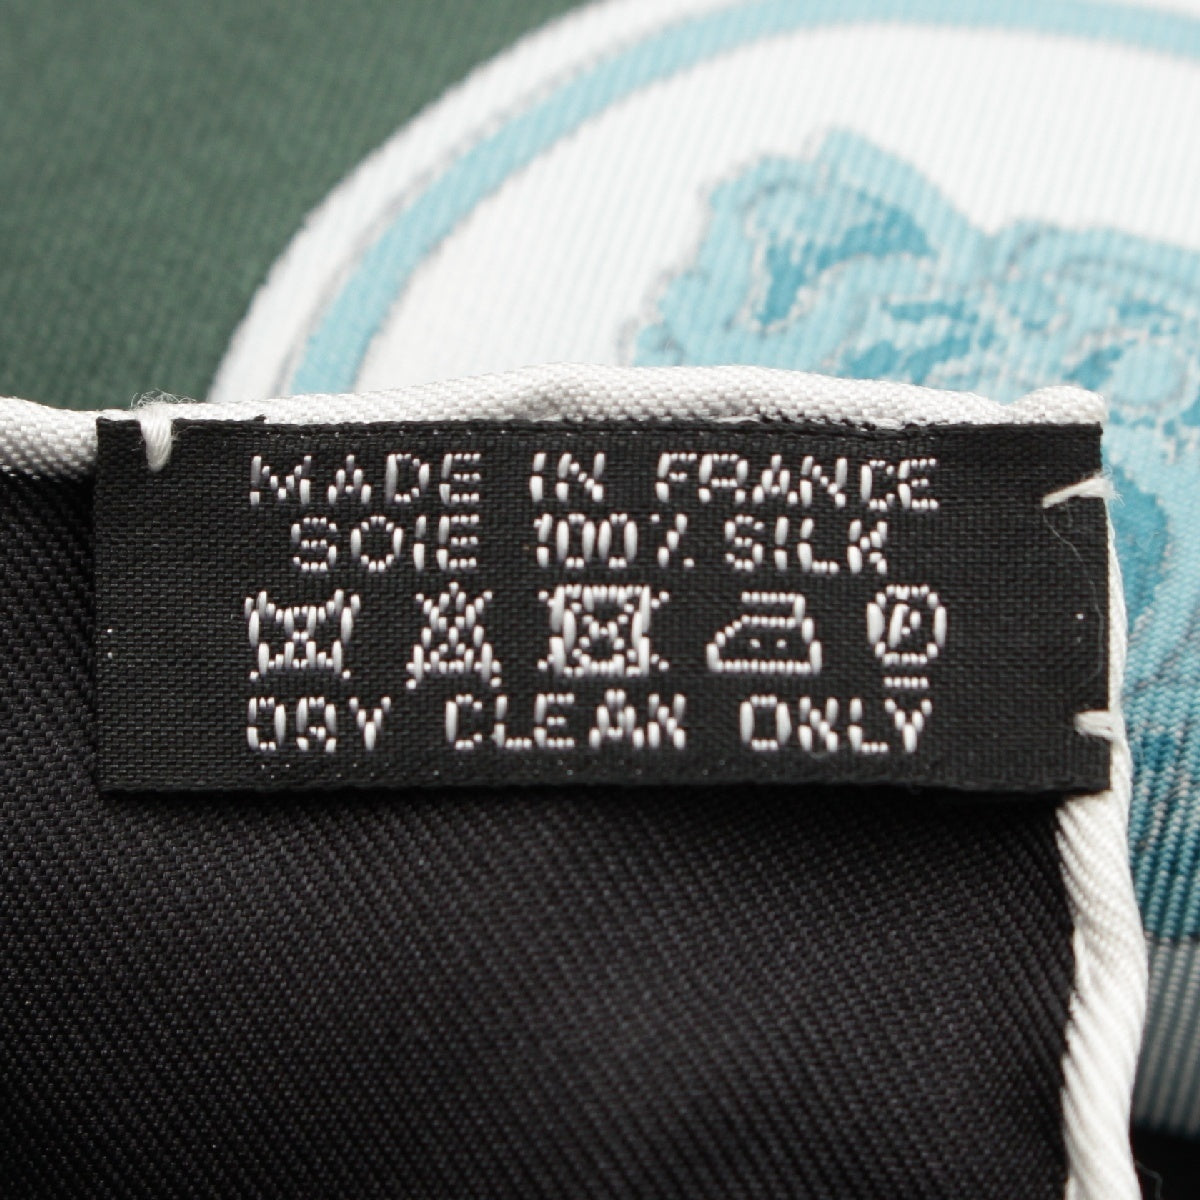 MADE IN FRANCE
SOIE 100% SILK
P
DRY CLEAN ONLY